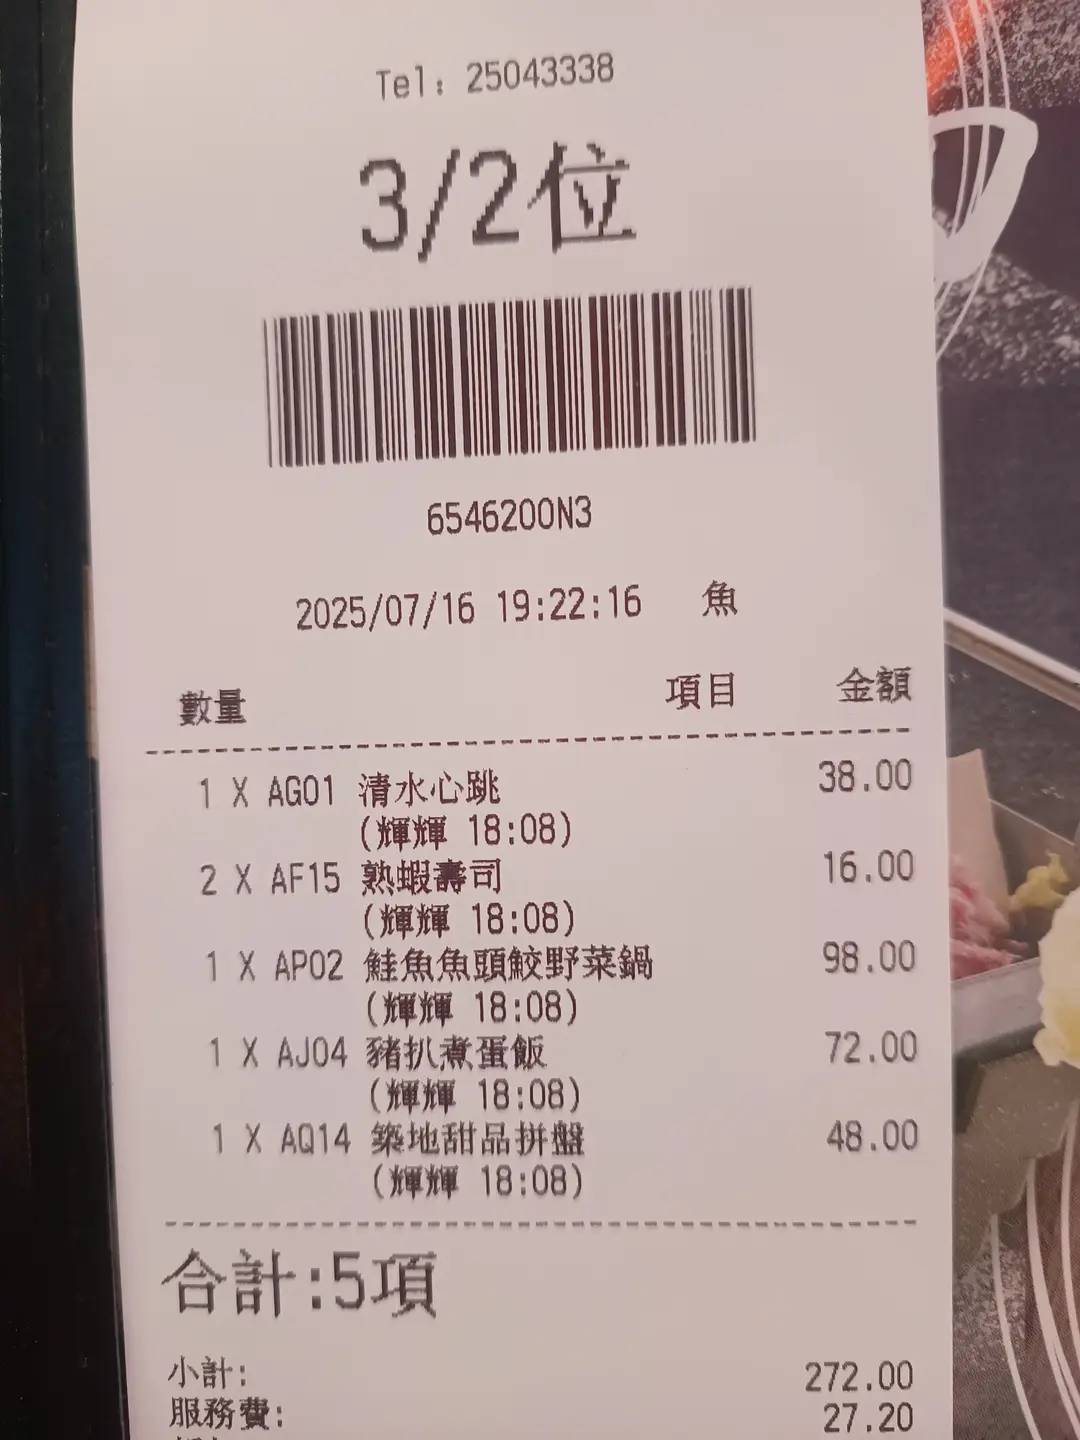 Tel: 25043338
3/2位
6546200N3
2025/07/16 19:22:16 魚
數量 項目 金額
1 X AG01 清水心跳 38.00
(輝輝 18:08)
2 X AF15 熟蝦壽司 16.00
(輝輝 18:08)
1 X AP02 鮭魚魚頭鮫野菜鍋 98.00
(輝輝 18:08)
1 X AJ04 豬扒煮蛋飯 72.00
(輝輝 18:08)
1 X AQ14 築地甜品拼盤 48.00
(輝輝 18:08)
合計:5項
小計: 272.00
服務費: 27.20